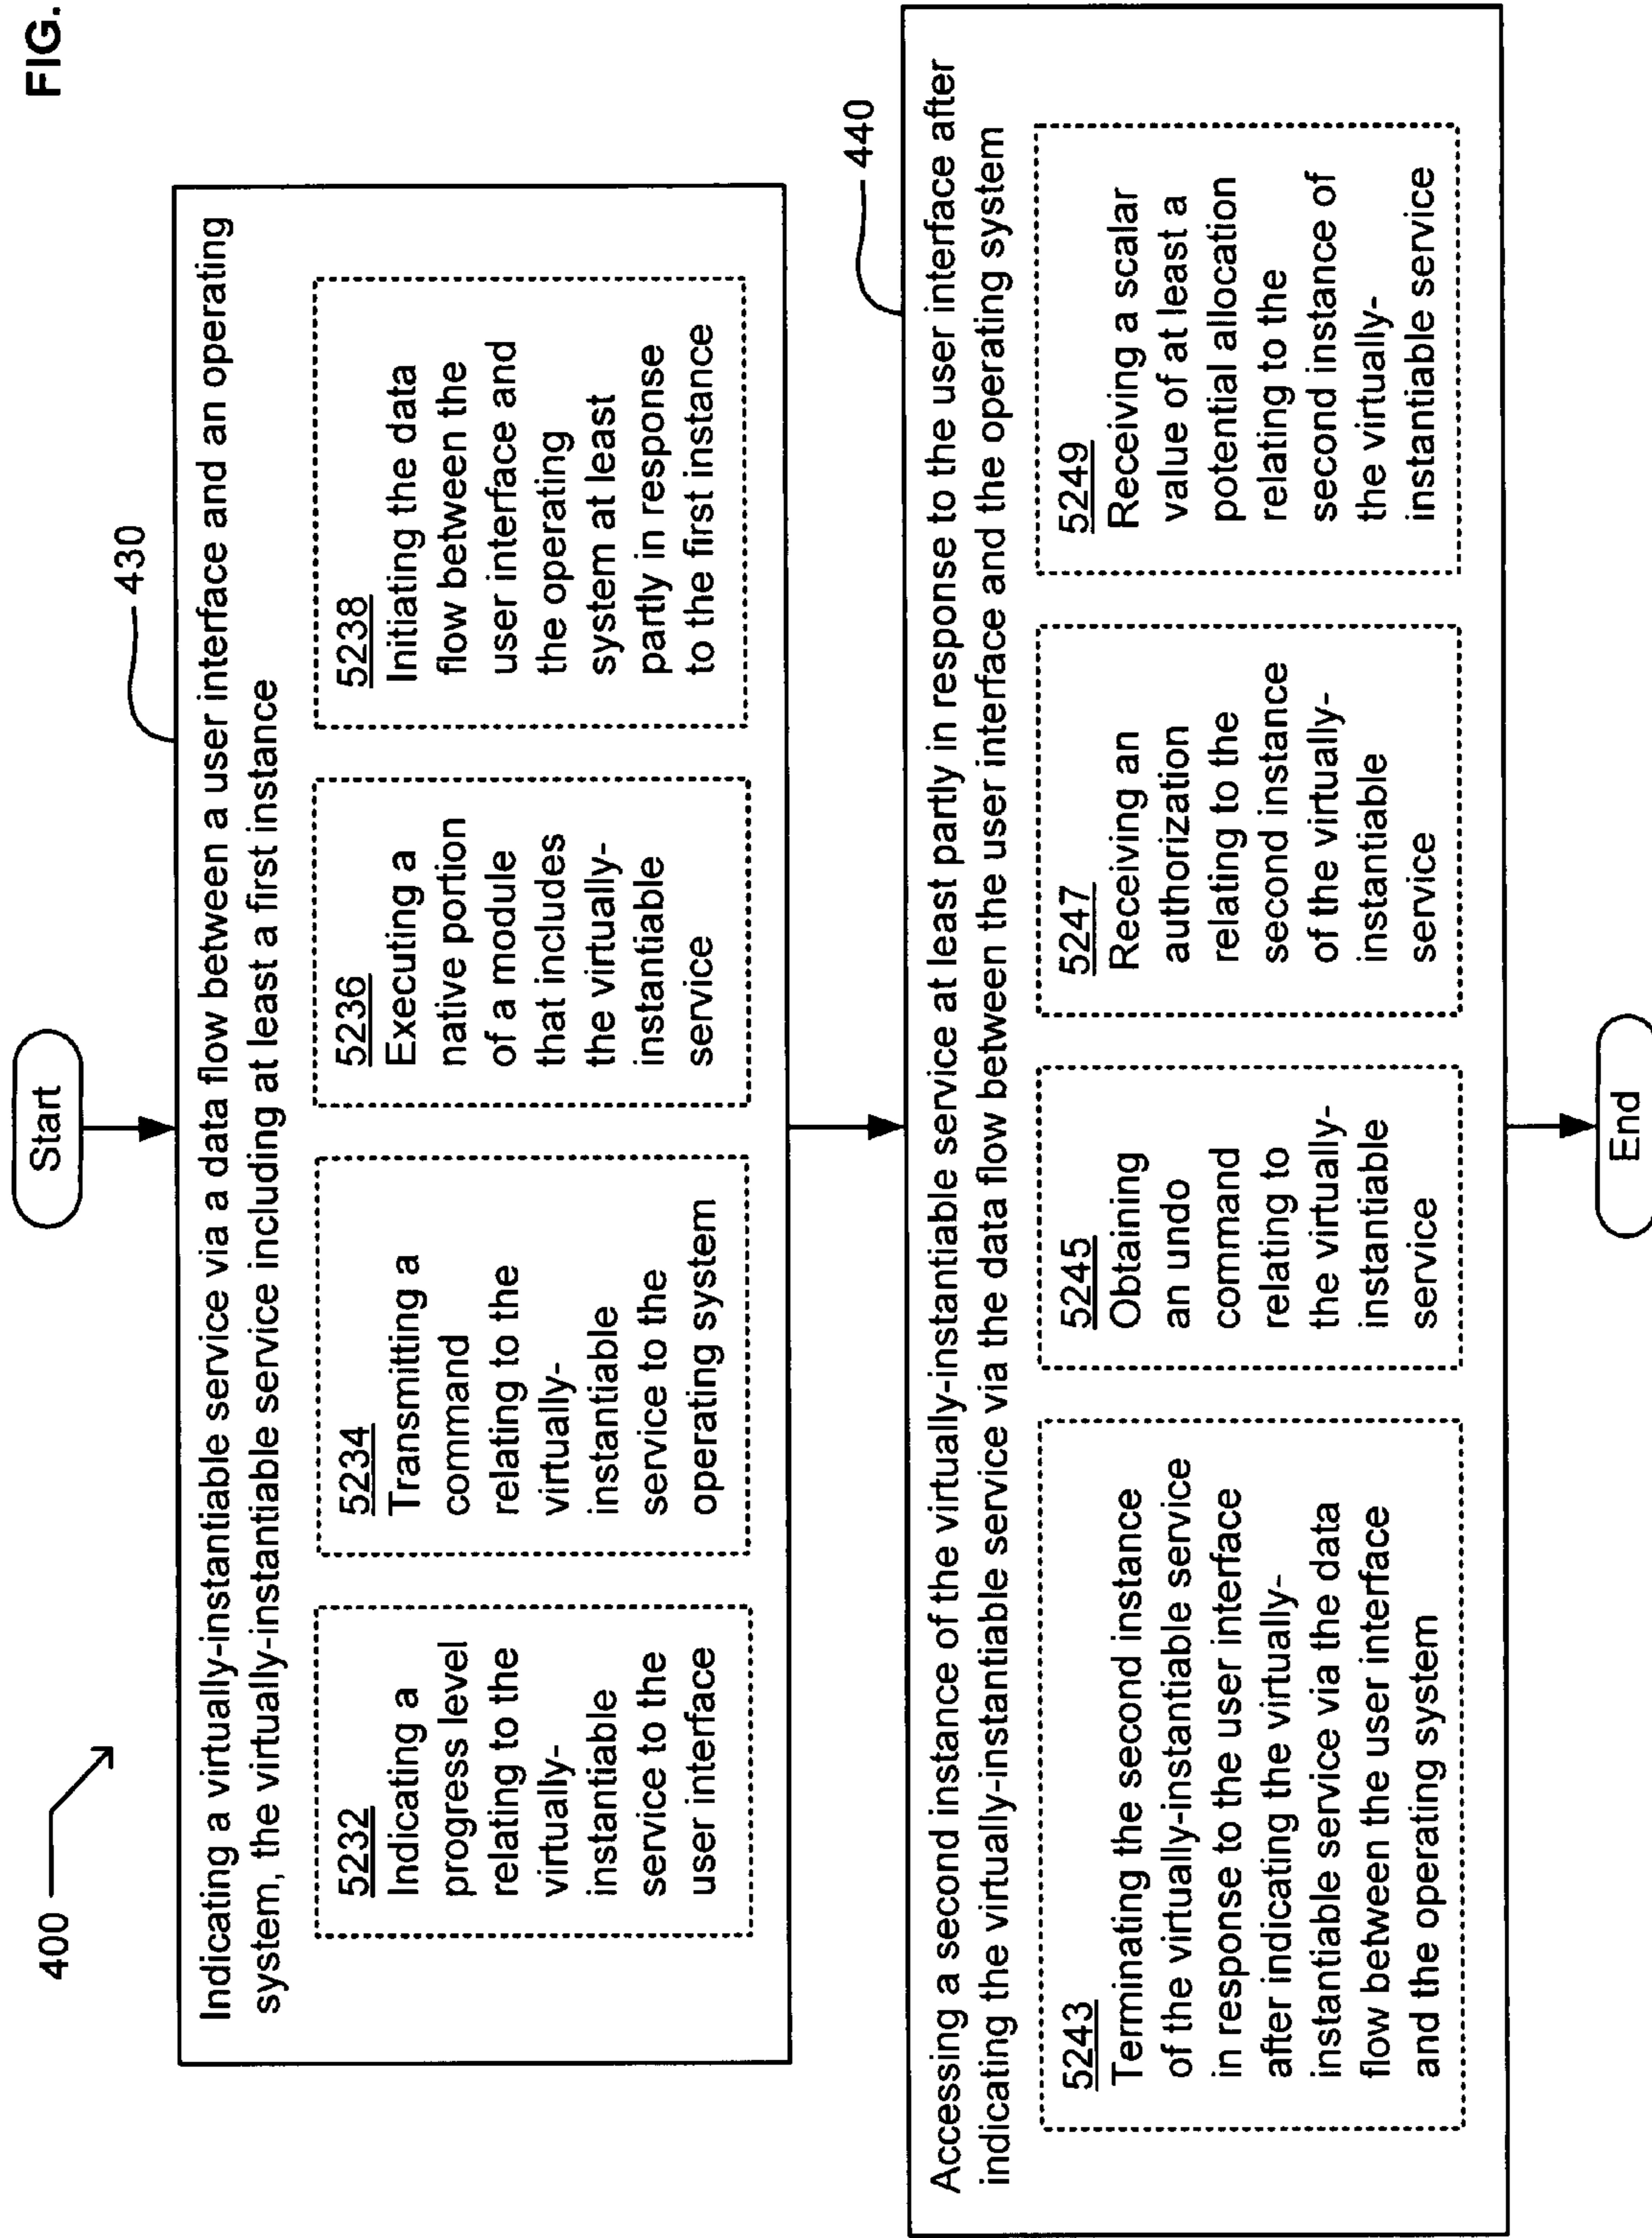 FIG.
400
Start
430
Indicating a virtually-instantiable service via a data flow between a user interface and an operating
system, the virtually-instantiable service including at least a first instance
5232
Indicating a
progress level
relating to the
virtually-
instantiable
service to the
user interface
5234
Transmitting a
command
relating to the
virtually-
instantiable
service to the
operating system
5236
Executing a
native portion
of a module
that includes
the virtually-
instantiable
service
5238
Initiating the data
flow between the
user interface and
the operating
system at least
partly in response
to the first instance
440
Accessing a second instance of the virtually-instantiable service at least partly in response to the user interface after
indicating the virtually-instantiable service via the data flow between the user interface and the operating system
5243
Terminating the second instance
of the virtually-instantiable service
in response to the user interface
after indicating the virtually-
instantiable service via the data
flow between the user interface
and the operating system
5245
Obtaining
an undo
command
relating to
the virtually-
instantiable
service
5247
Receiving an
authorization
relating to the
second instance
of the virtually-
instantiable
service
5249
Receiving a scalar
value of at least a
potential allocation
relating to the
second instance of
the virtually-
instantiable service
End